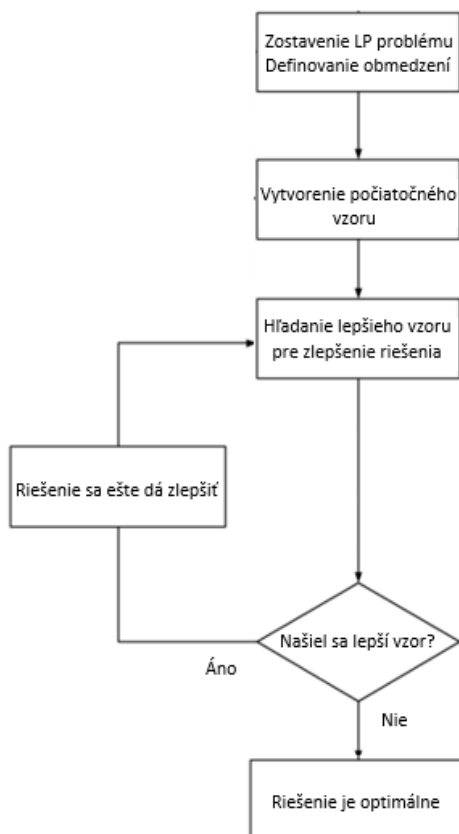 Zostavenie LP problému
Definovanie obmedzení
Vytvorenie počiatočného
vzoru
Hľadanie lepšieho vzoru
pre zlepšenie riešenia
Riešenie sa ešte dá zlepšiť
Našiel sa lepší vzor?
Áno
Nie
Riešenie je optimálne